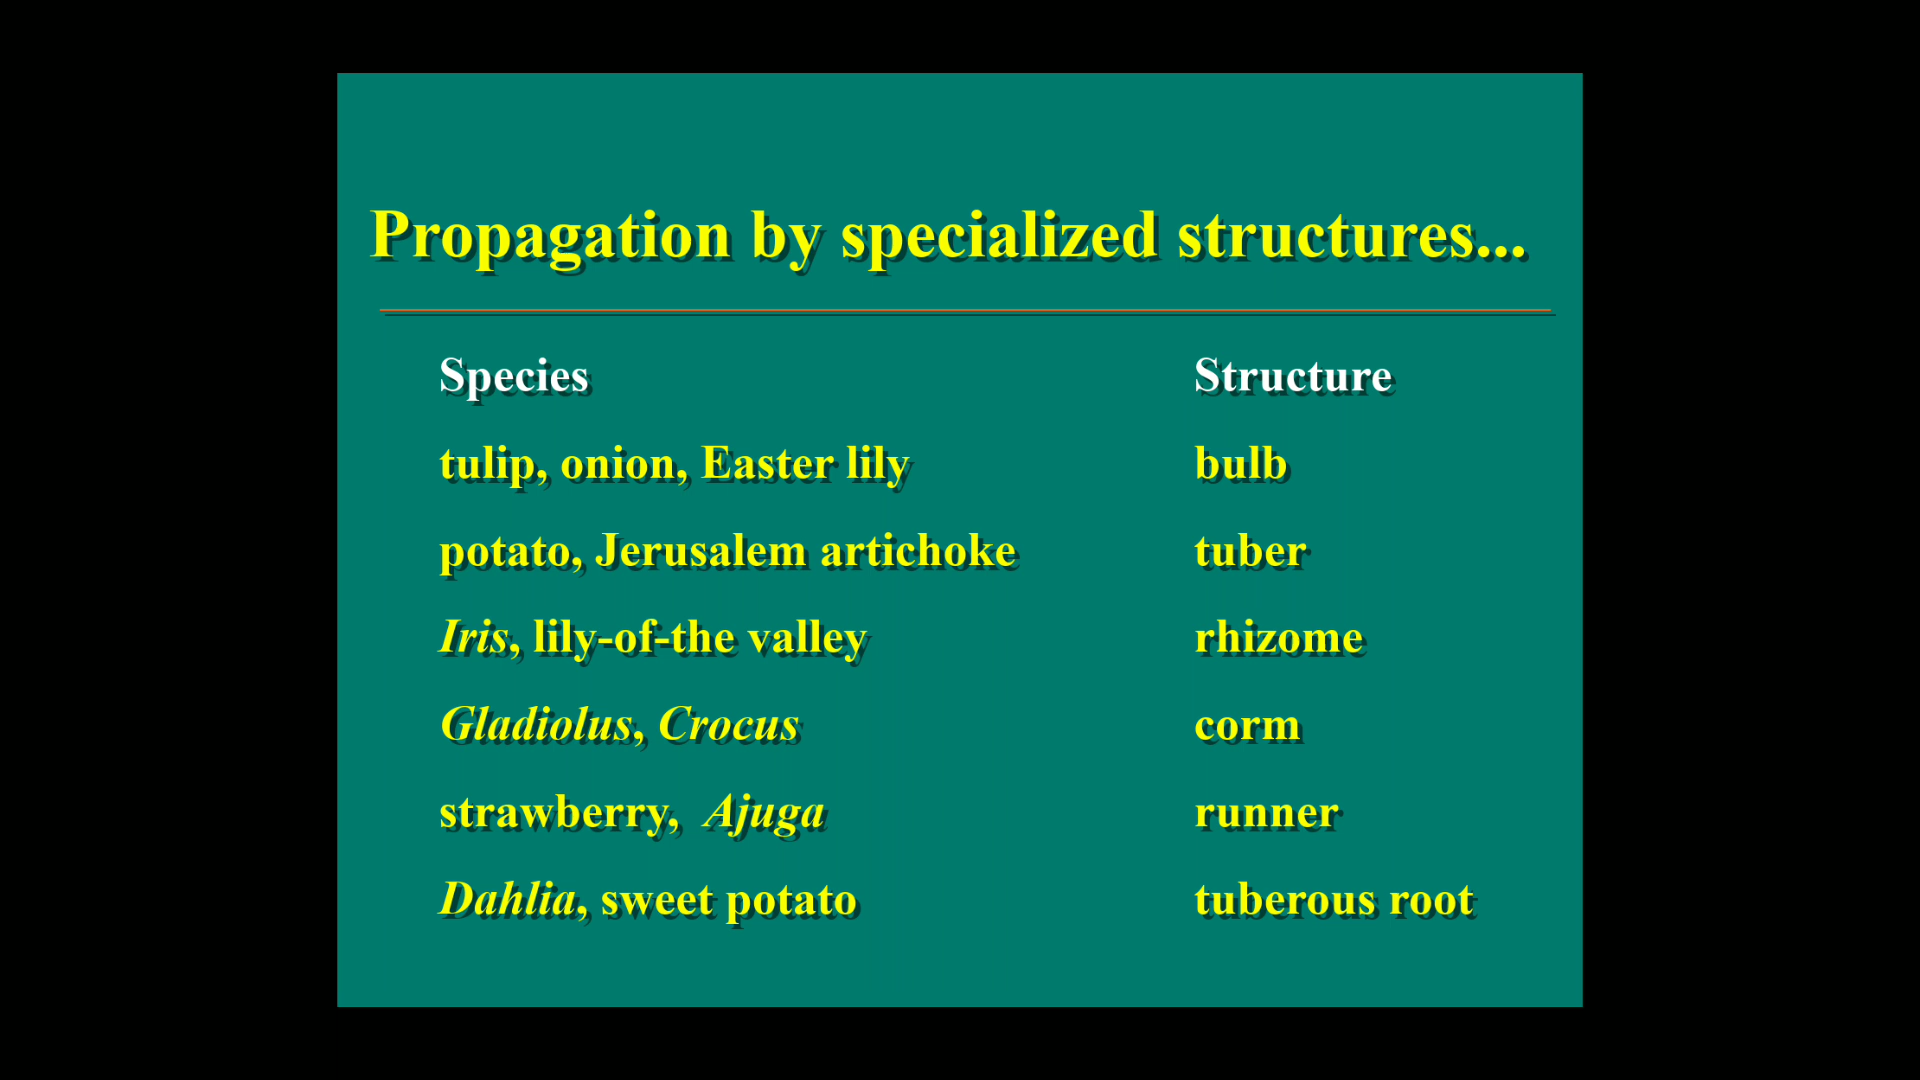 Propagation by specialized structures...
Species Structure
tulip, onion, Easter lily bulb
potato, Jerusalem artichoke tuber
Iris, lily-of-the valley rhizome
Gladiolus, Crocus corm
strawberry, Ajuga runner
Dahlia, sweet potato tuberous root